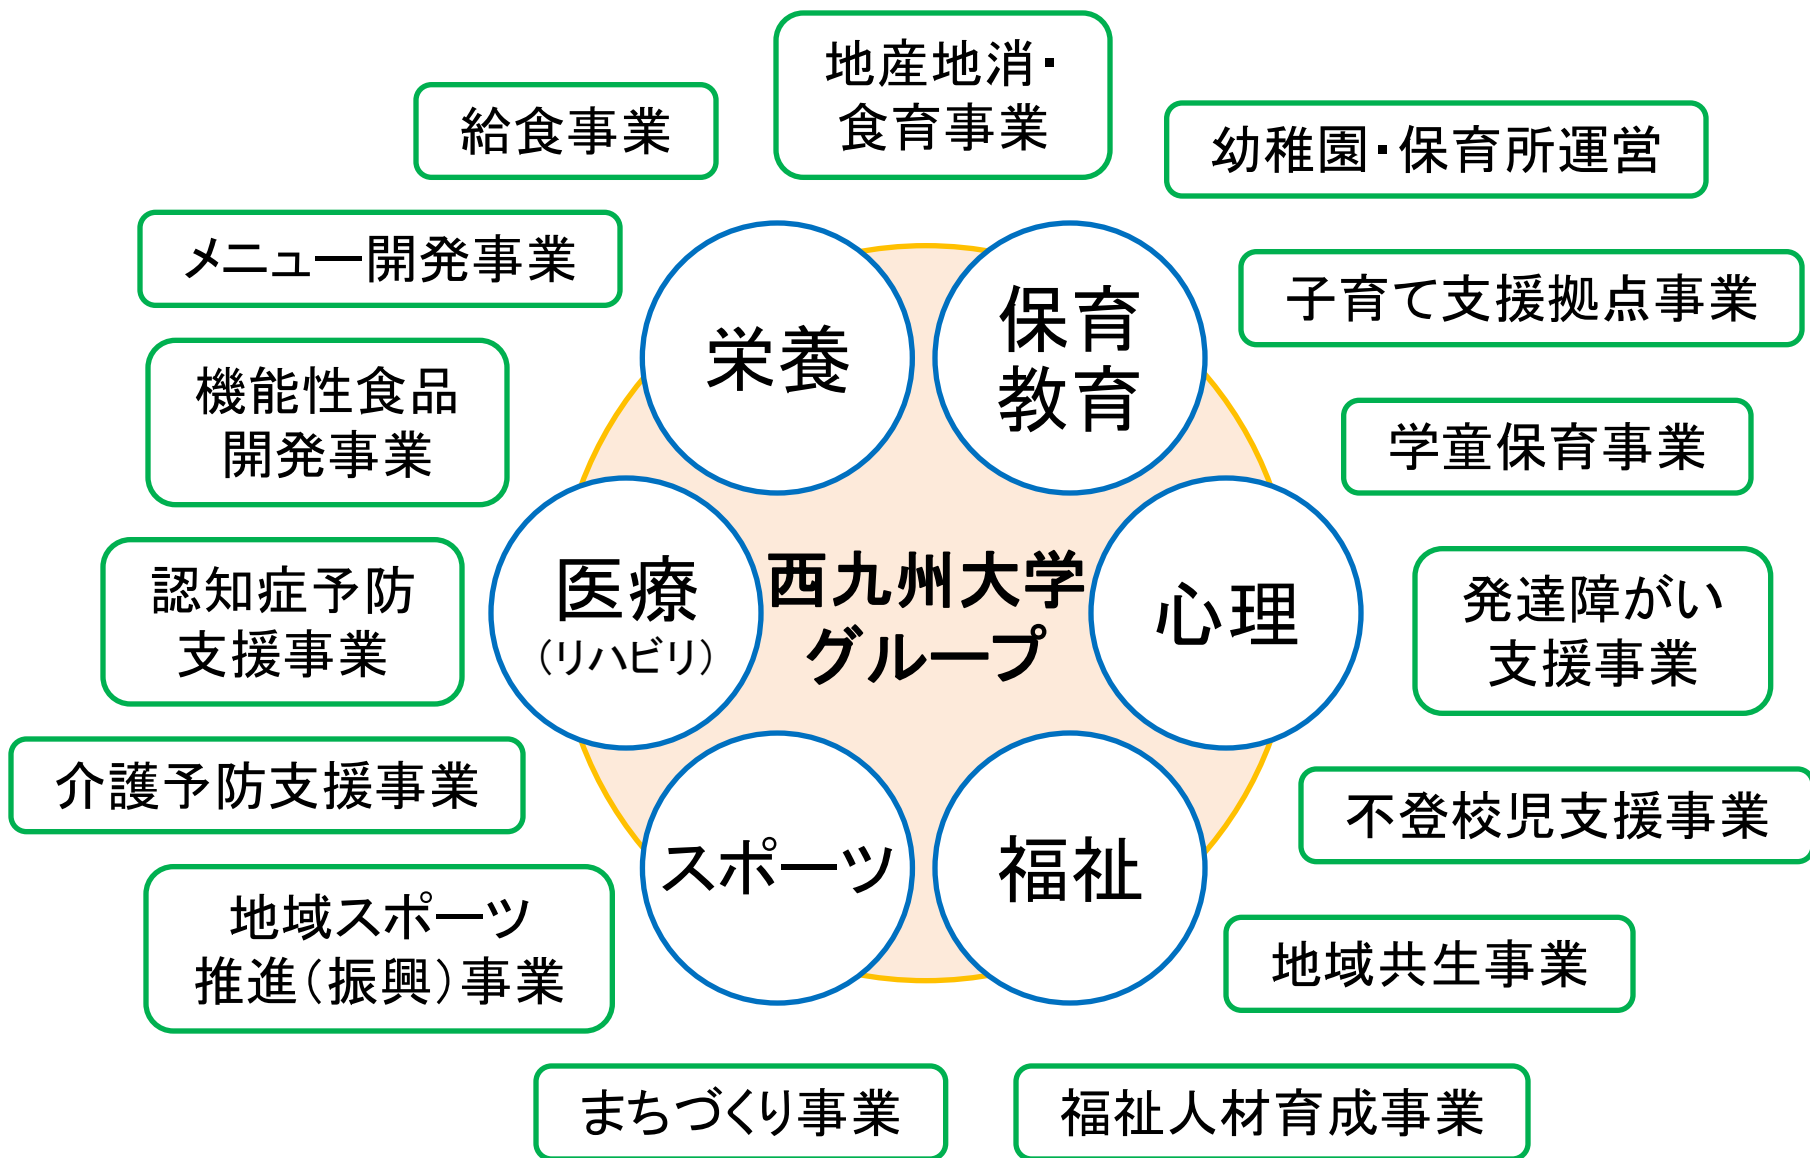 地産地消・
食育事業
給食事業
幼稚園・保育所運営
メニュー開発事業
子育て支援拠点事業
機能性食品
開発事業
栄養
保育
教育
学童保育事業
認知症予防
支援事業
医療
(リハビリ)
西九州大学
グループ
心理
発達障がい
支援事業
介護予防支援事業
不登校児支援事業
スポーツ
福祉
地域スポーツ
推進(振興)事業
地域共生事業
まちづくり事業
福祉人材育成事業